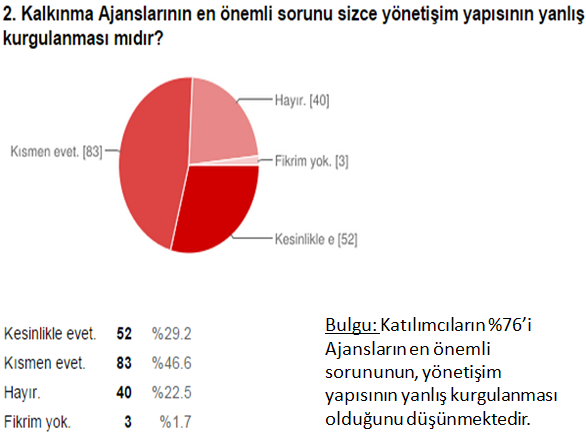 2. Kalkınma Ajanslarının en önemli sorunu sizce yönetişim yapısının yanlış
kurgulanması mıdır?
Hayır. [40]
Kısmen evet. [83]
Fikrim yok. [3]
Kesinlikle e [52]
Kesinlikle evet. 52 %29.2
Kısmen evet. 83 %46.6
Hayır. 40 %22.5
Fikrim yok. 3 %1.7
Bulgu: Katılımcıların %76’i
Ajansların en önemli
sorununun, yönetişim
yapısının yanlış kurgulanması
olduğunu düşünmektedir.